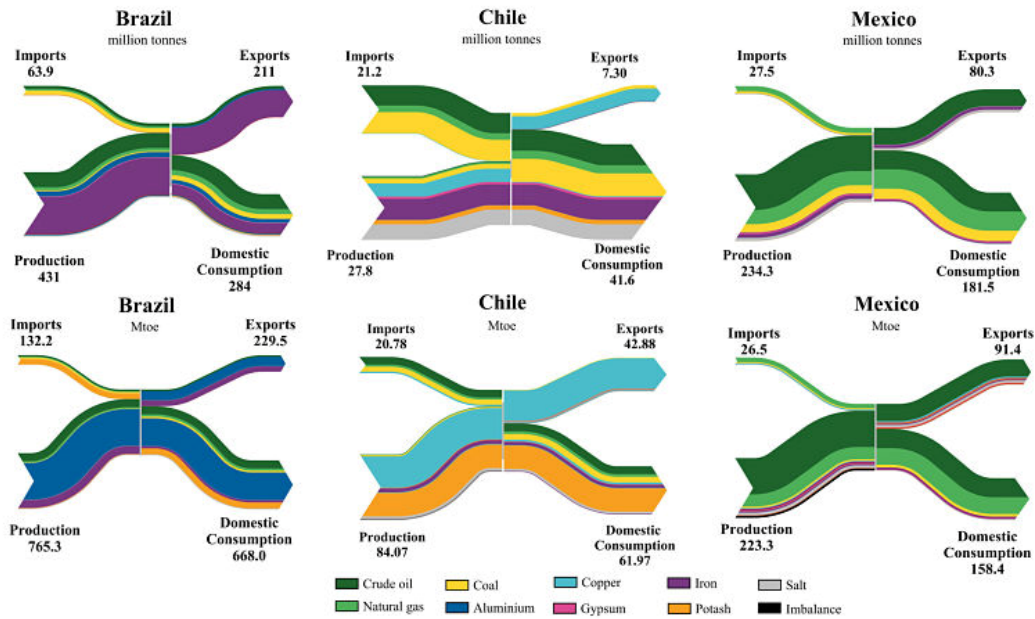 Brazil
million tonnes
Imports
63.9
Exports
211
Production
431
Domestic
Consumption
284
Chile
million tonnes
Imports
21.2
Exports
7.30
Production
27.8
Domestic
Consumption
41.6
Mexico
million tonnes
Imports
27.5
Exports
80.3
Production
234.3
Domestic
Consumption
181.5
Brazil
Mtoe
Imports
132.2
Exports
229.5
Production
765.3
Domestic
Consumption
668.0
Chile
Mtoe
Imports
20.78
Exports
42.88
Production
84.07
Domestic
Consumption
61.97
Mexico
Mtoe
Imports
26.5
Exports
91.4
Production
223.3
Domestic
Consumption
158.4
Crude oil
Coal
Copper
Iron
Salt
Natural gas
Aluminium
Gypsum
Potash
Imbalance